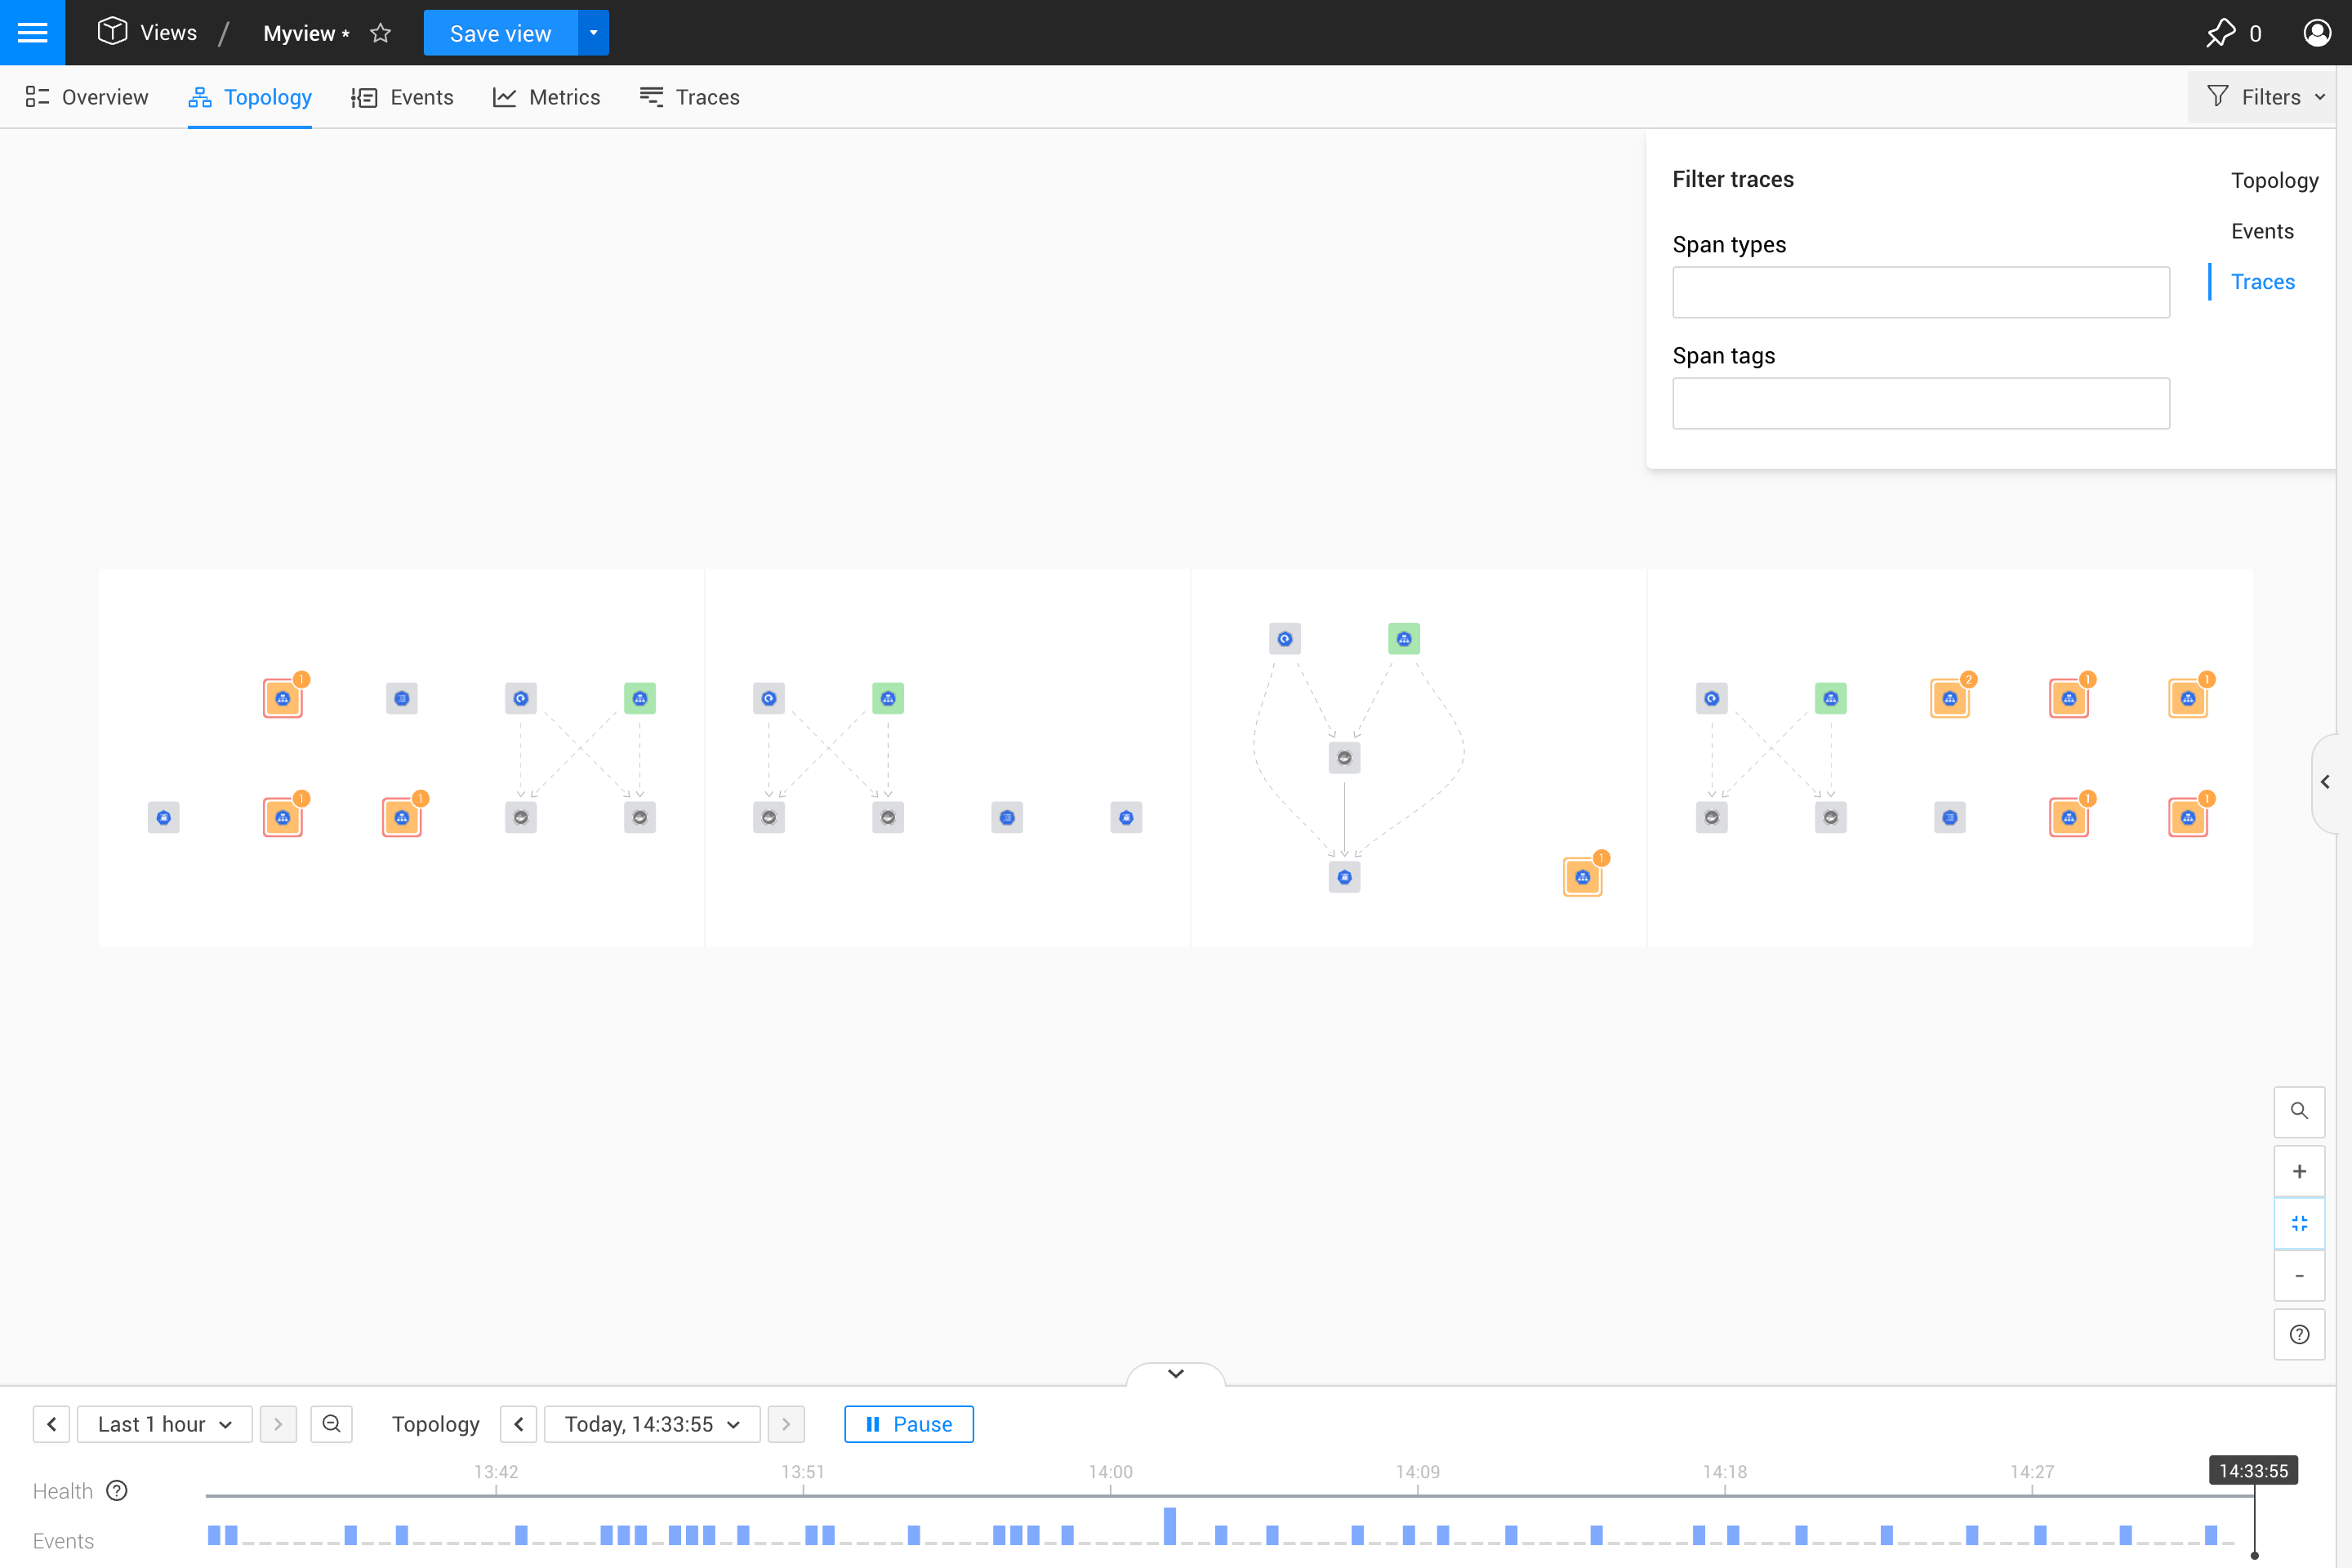 Views / Myview * Save view 0
Overview Topology Events Metrics Traces Filters
Filter traces
Topology
Span types
Events
Traces
Span tags
1
2
1
1
1
1
1
1
1
1
+
-
Last 1 hour Topology Today, 14:33:55 Pause
13:42 13:51 14:00 14:09 14:18 14:27 14:33:55
Health ?
Events